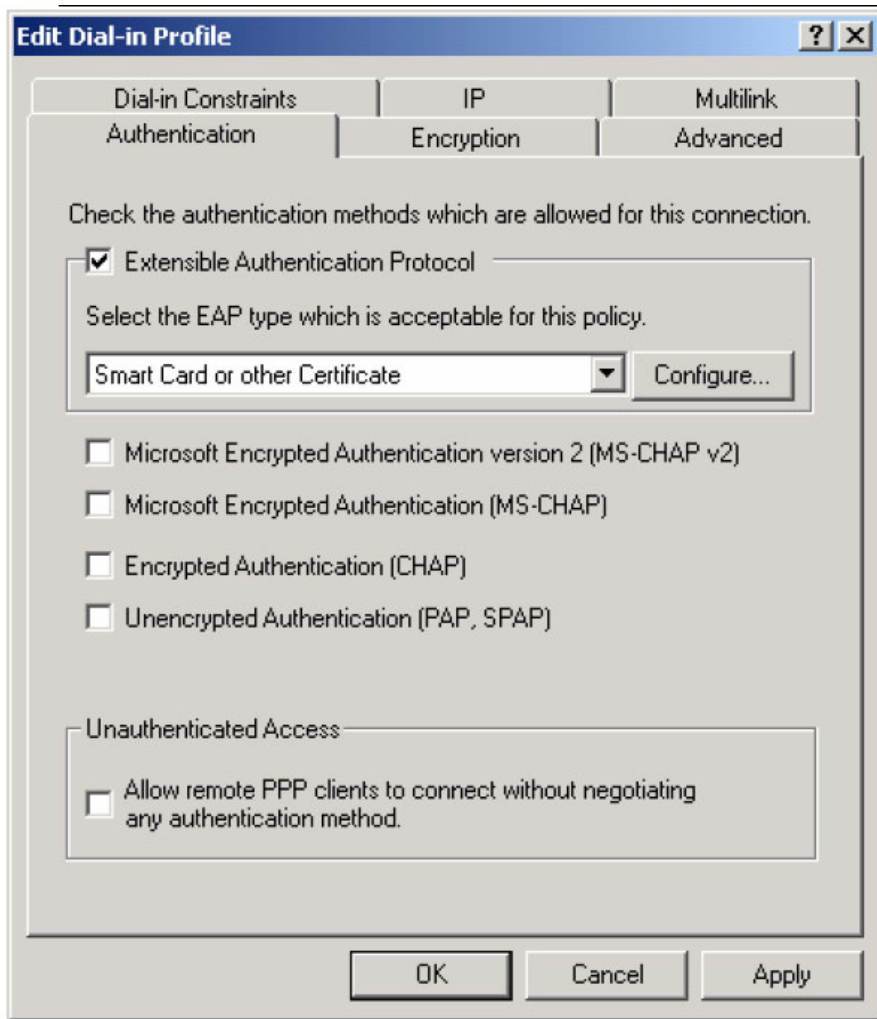 Edit Dial-in Profile
Dial-in Constraints IP Multilink
Authentication Encryption Advanced
Check the authentication methods which are allowed for this connection.
Extensible Authentication Protocol
Select the EAP type which is acceptable for this policy.
Smart Card or other Certificate Configure...
Microsoft Encrypted Authentication version 2 (MS-CHAP v2)
Microsoft Encrypted Authentication (MS-CHAP)
Encrypted Authentication (CHAP)
Unencrypted Authentication (PAP, SPAP)
Unauthenticated Access
Allow remote PPP clients to connect without negotiating
any authentication method.
OK Cancel Apply